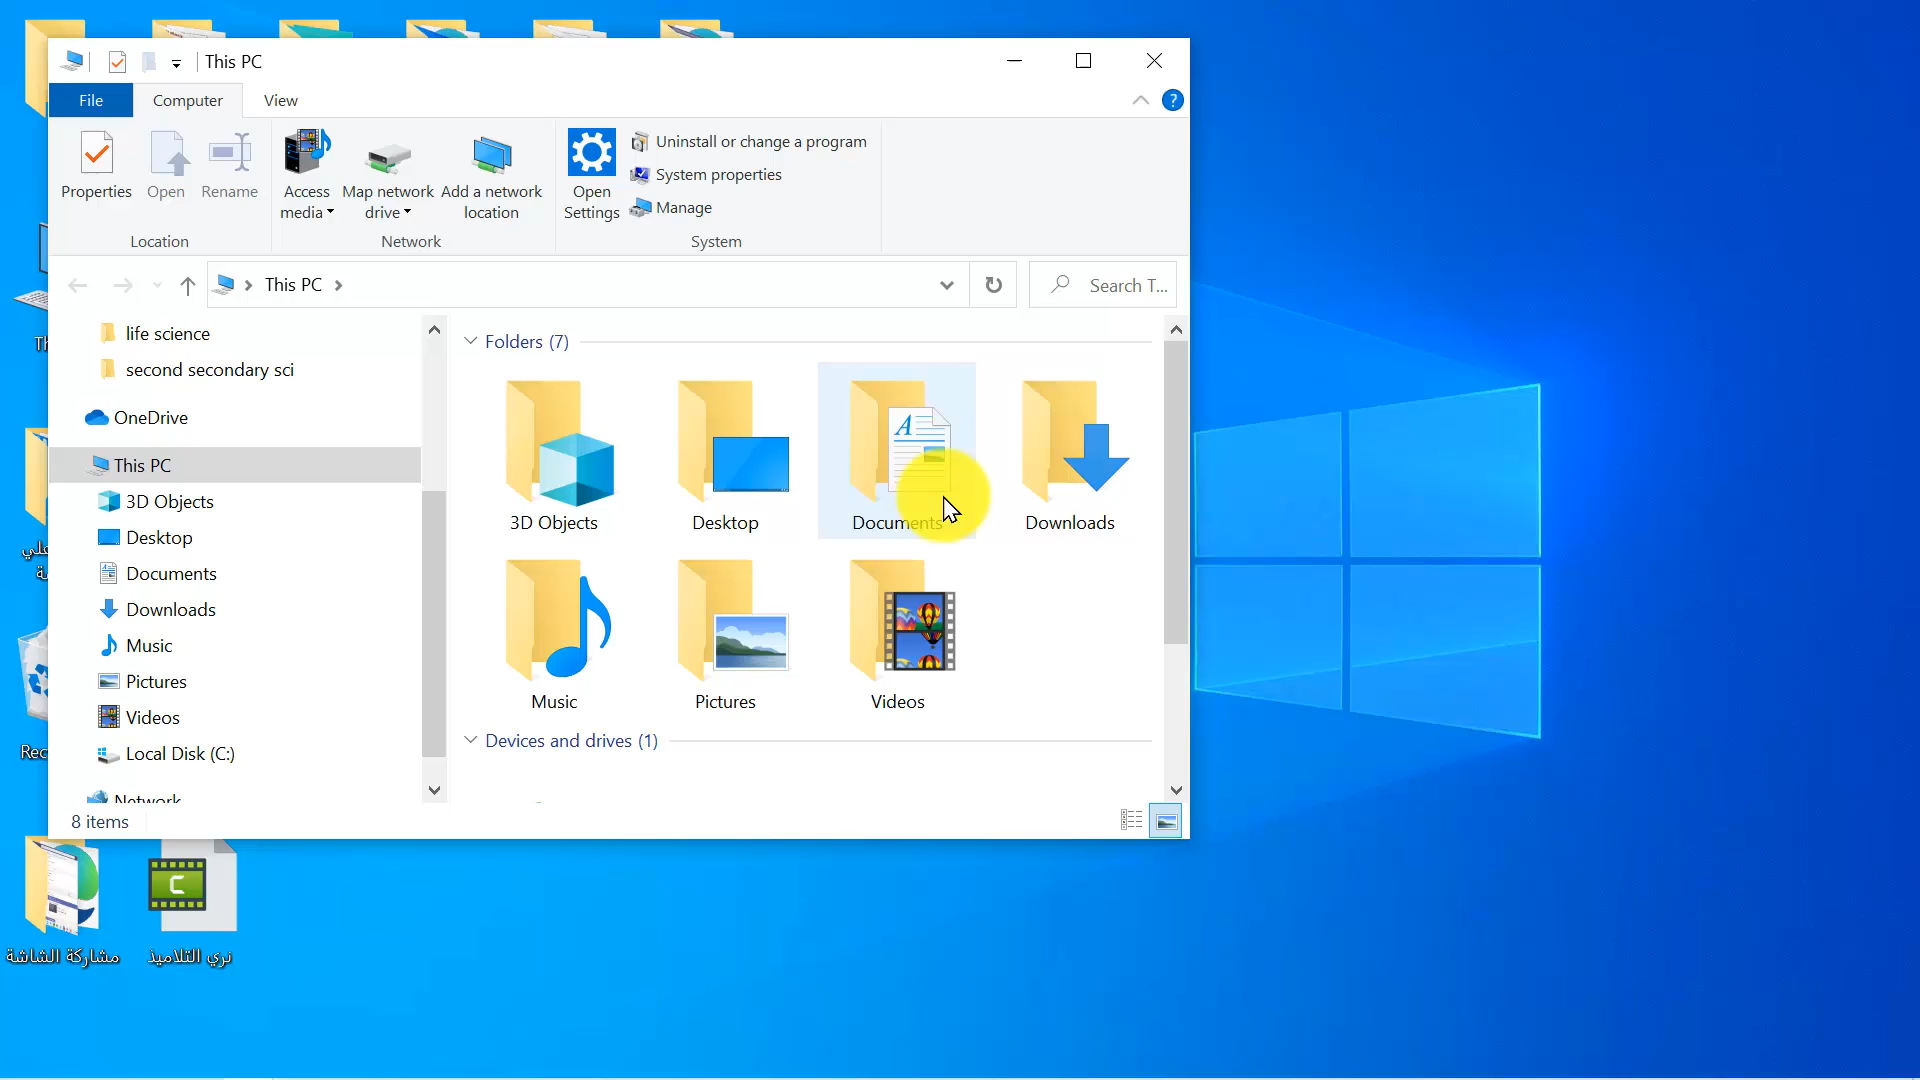 This PC
File
Computer
View
Properties
Open
Rename
Access media
Map network drive
Add a network location
Open Settings
Uninstall or change a program
System properties
Manage
Location
Network
System
This PC
Search T...
life science
second secondary sci
OneDrive
This PC
3D Objects
Desktop
Documents
Downloads
Music
Pictures
Videos
Local Disk (C:)
Network
Folders (7)
3D Objects
Desktop
Documents
Downloads
Music
Pictures
Videos
Devices and drives (1)
8 items
مشاركة الشاشة
نري التلاميذ